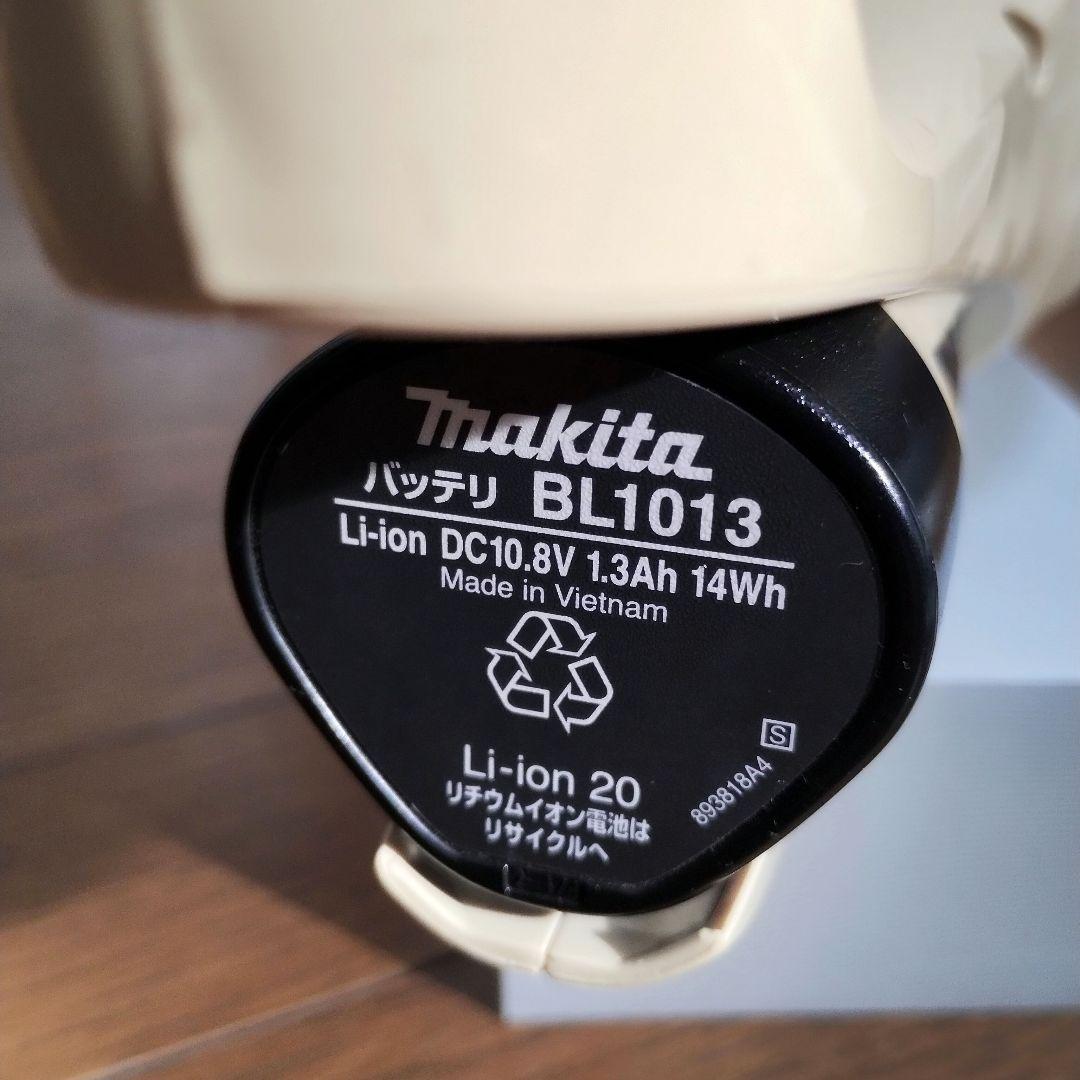 makita
バッテリ BL1013
Li-ion DC10.8V 1.3Ah 14Wh
Made in Vietnam
S
Li-ion 20
893818A4
リチウムイオン電池は
リサイクルへ